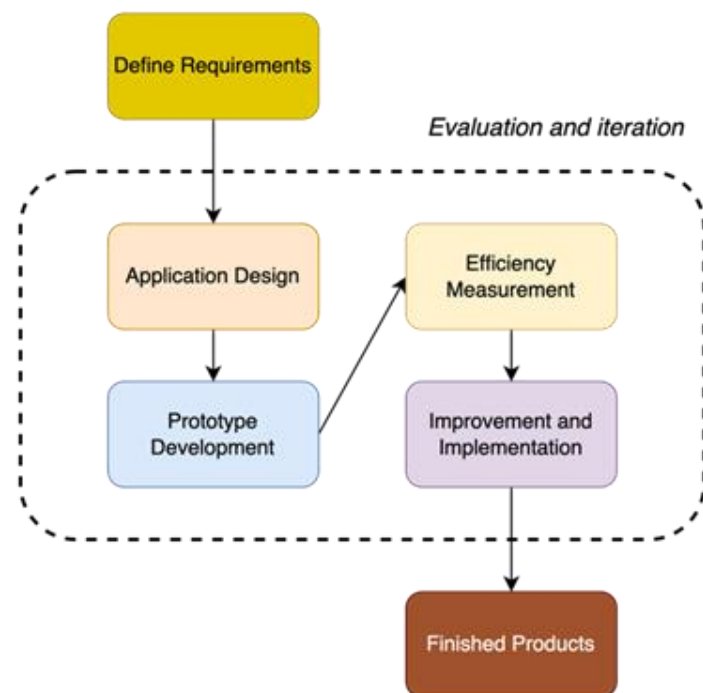 Define Requirements
Evaluation and iteration
Application Design
Prototype
Development
Efficiency
Measurement
Improvement and
Implementation
Finished Products